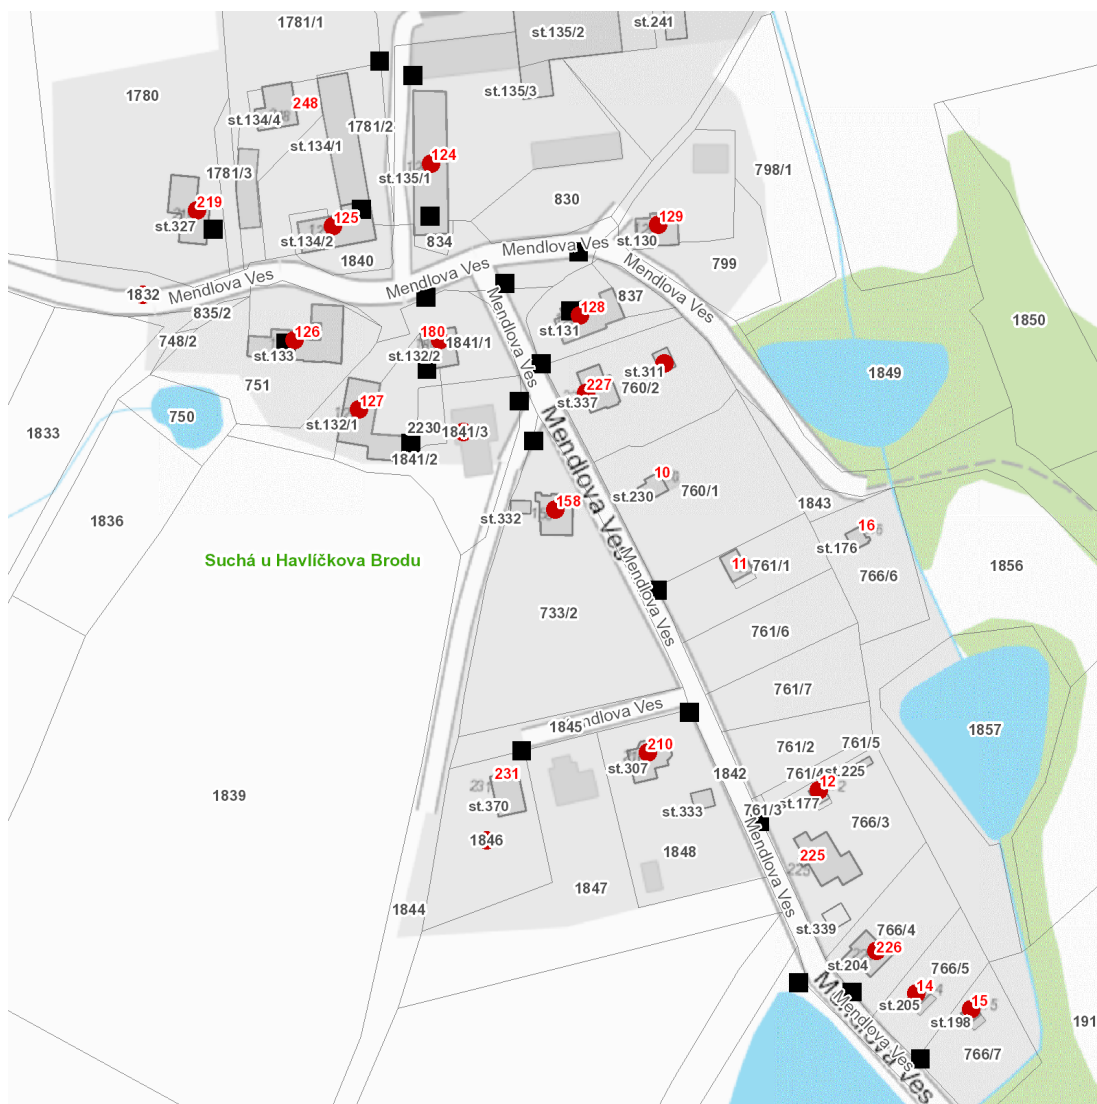 1781/1
st.241
st.135/2
1780
248
st.134/4
st.135/3
1781/2
st.134/1
124
1781/3
st.135/1
798/1
830
219
st.327
125
st.134/2
834
129
st.130
1840
Mendlova Ves
Mendlova Ves
Mendlova Ves
Mendlova Ves
799
1832
835/2
837
128
st.131
1850
126
st.133
748/2
180
1841/1
st.132/2
Mendlova Ves
st.311
1849
751
227
st.337
760/2
127
750
st.132/1
2230
1841/3
1833
1841/2
Mendlova Ves
10
st.230
760/1
158
st.332
1843
1836
16
st.176
Suchá u Havlíčkova Brodu
11
761/1
Mendlova Ves
766/6
1856
733/2
761/6
761/7
Mendlova Ves
1845
1857
210
st.307
761/2
761/5
231
st.370
1842
761/4
st.225
12
st.177
1839
st.333
761/3
766/3
1846
Mendlova Ves
1848
225
1847
1844
st.339
766/4
226
st.204
766/5
14
st.205
15
st.198
Mendlova Ves
Mendlova Ves
191
766/7